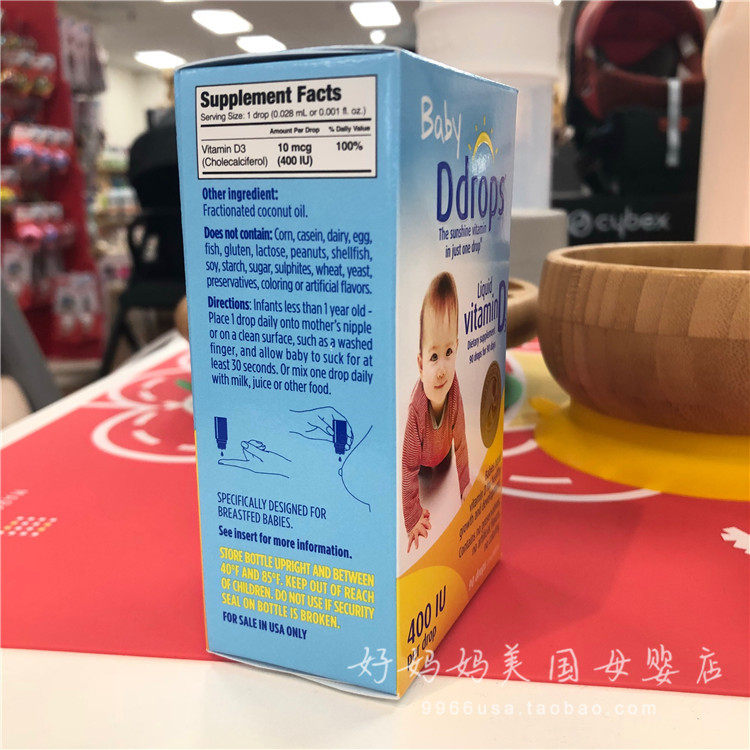 Supplement Facts
Serving Size: 1 drop (0.028 mL or 0.001 fl. oz.)
Amount Per Drop % Daily Value
Vitamin D3 10 mcg 100%
(Cholecalciferol) (400 IU)
Other ingredient:
Fractionated coconut oil.
Does not contain: Corn, casein, dairy, egg,
fish, gluten, lactose, peanuts, shellfish,
soy, starch, sugar, sulphites, wheat, yeast,
preservatives, coloring or artificial flavors.
Directions: Infants less than 1 year old -
Place 1 drop daily onto mother's nipple
or on a clean surface, such as a washed
finger, and allow baby to suck for at
least 30 seconds. Or mix one drop daily
with milk, juice or other food.
SPECIFICALLY DESIGNED FOR
BREASTFED BABIES.
See insert for more information.
STORE BOTTLE UPRIGHT AND BETWEEN
40°F AND 85°F. KEEP OUT OF REACH
OF CHILDREN. DO NOT USE IF SECURITY
SEAL ON BOTTLE IS BROKEN.
FOR SALE IN USA ONLY
Baby
Ddrops
The sunshine vitamin
in just one drop!
Liquid
vitamin D3
Dietary supplement
90 drops for 90 days
400 IU
per drop
cybex
好妈妈美国母婴店
9966usa.taobao.com